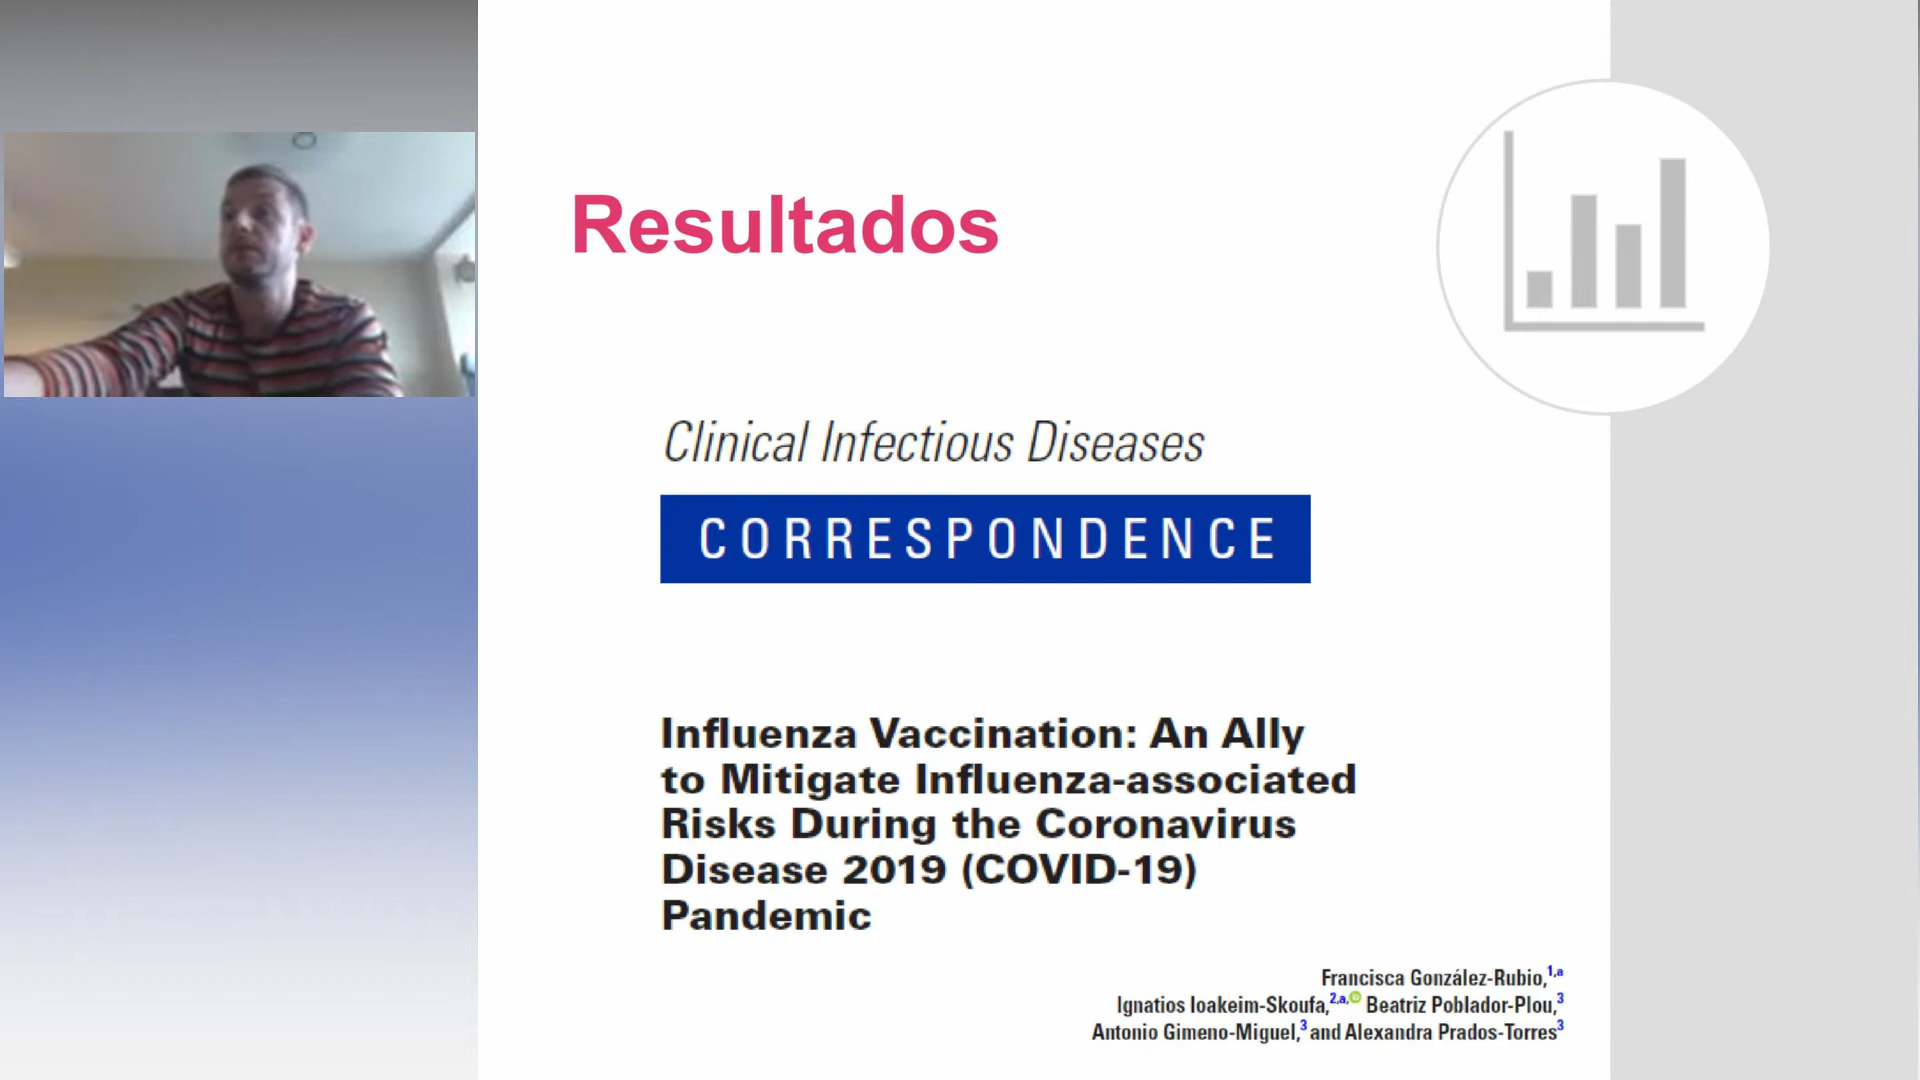 Resultados
Clinical Infectious Diseases
CORRESPONDENCE
Influenza Vaccination: An Ally
to Mitigate Influenza-associated
Risks During the Coronavirus
Disease 2019 (COVID-19)
Pandemic
Francisca González-Rubio,1,a
Ignatios Ioakeim-Skoufa,2,a, Beatriz Poblador-Plou,3
Antonio Gimeno-Miguel,3 and Alexandra Prados-Torres3